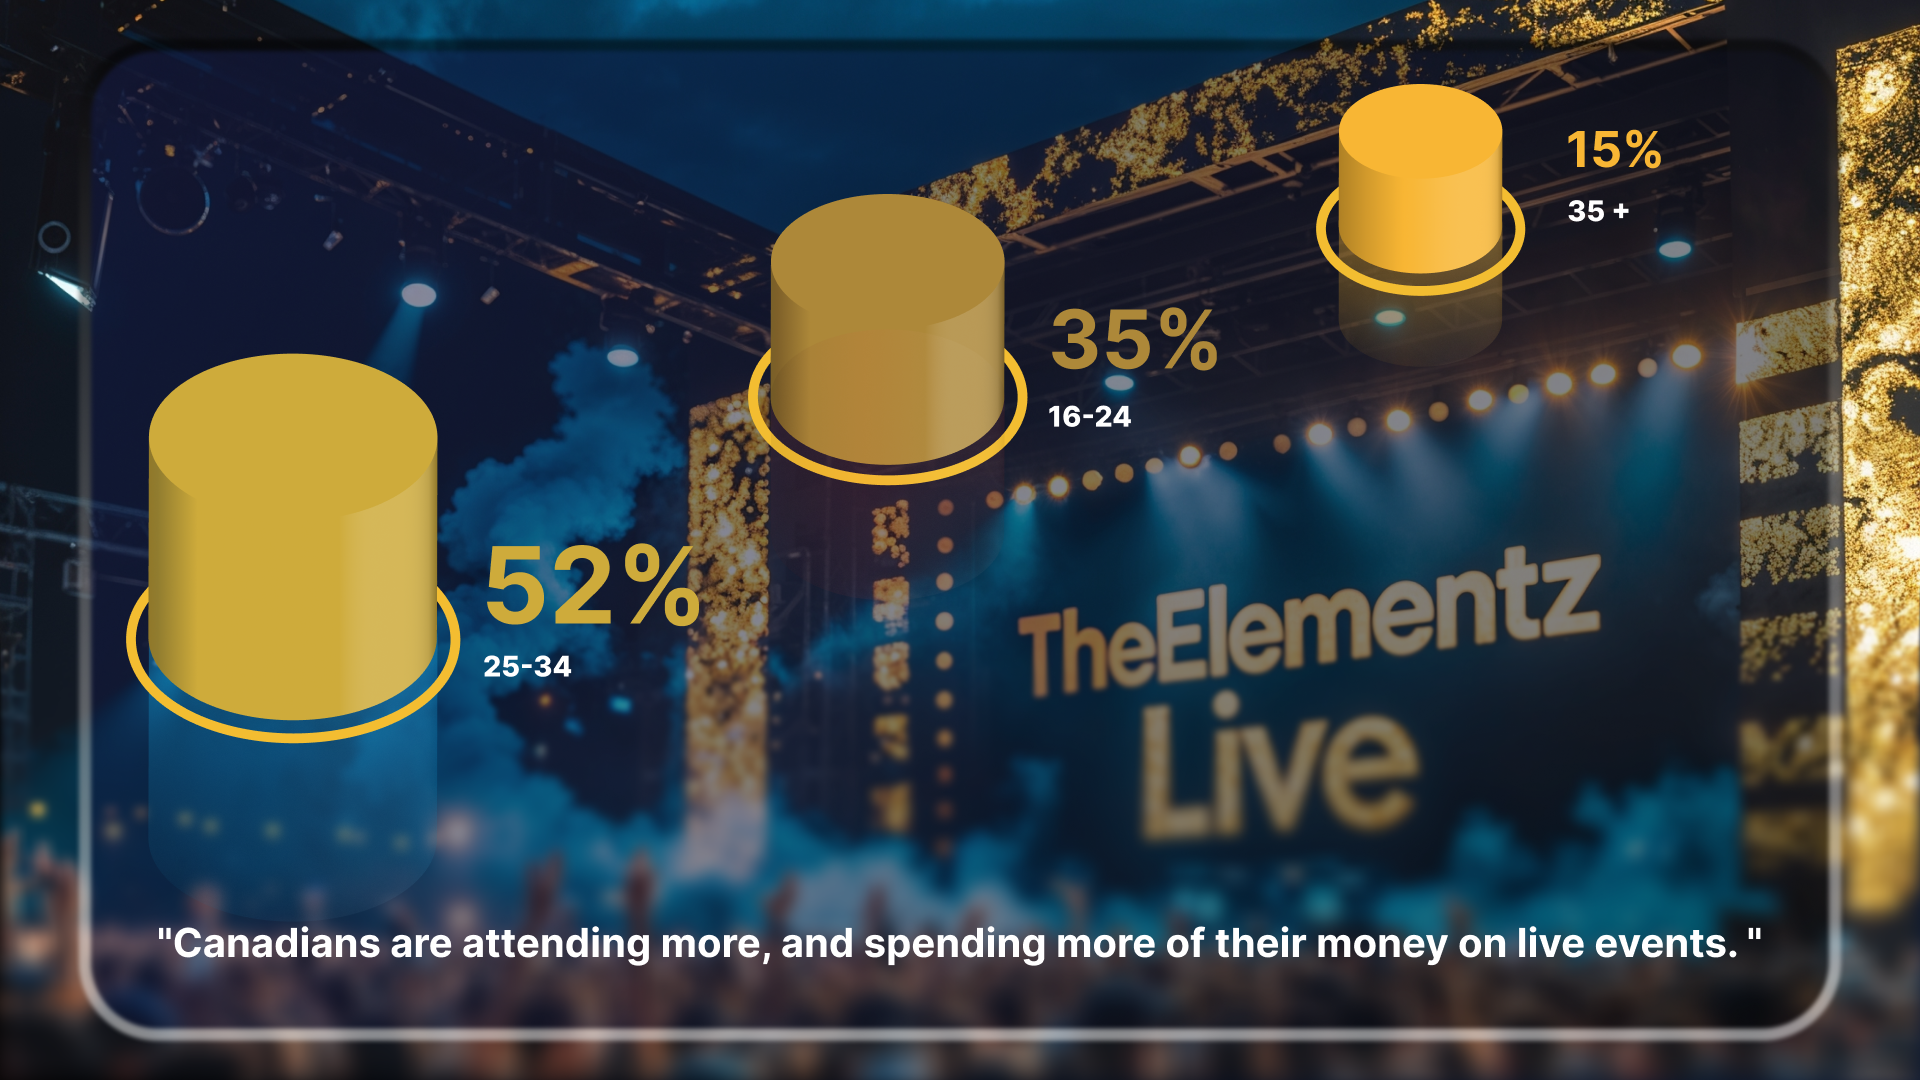 15%
35 +
35%
16-24
52%
25-34
TheElementz
Live
"Canadians are attending more, and spending more of their money on live events. "